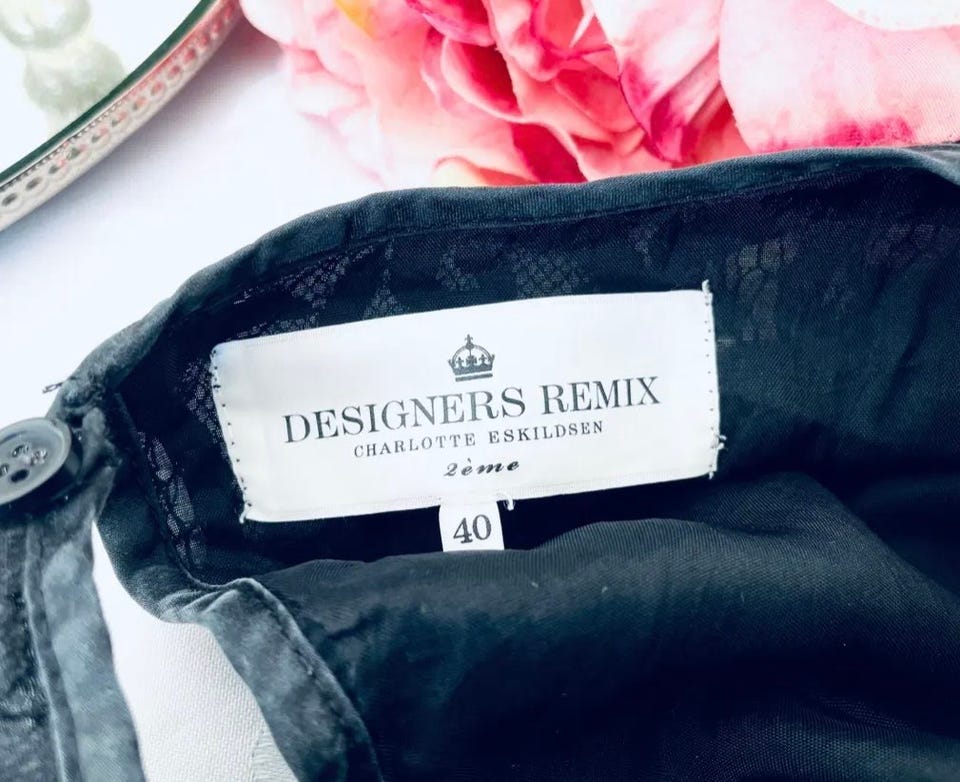 DESIGNERS REMIX
CHARLOTTE ESKILDSEN
2ème
40